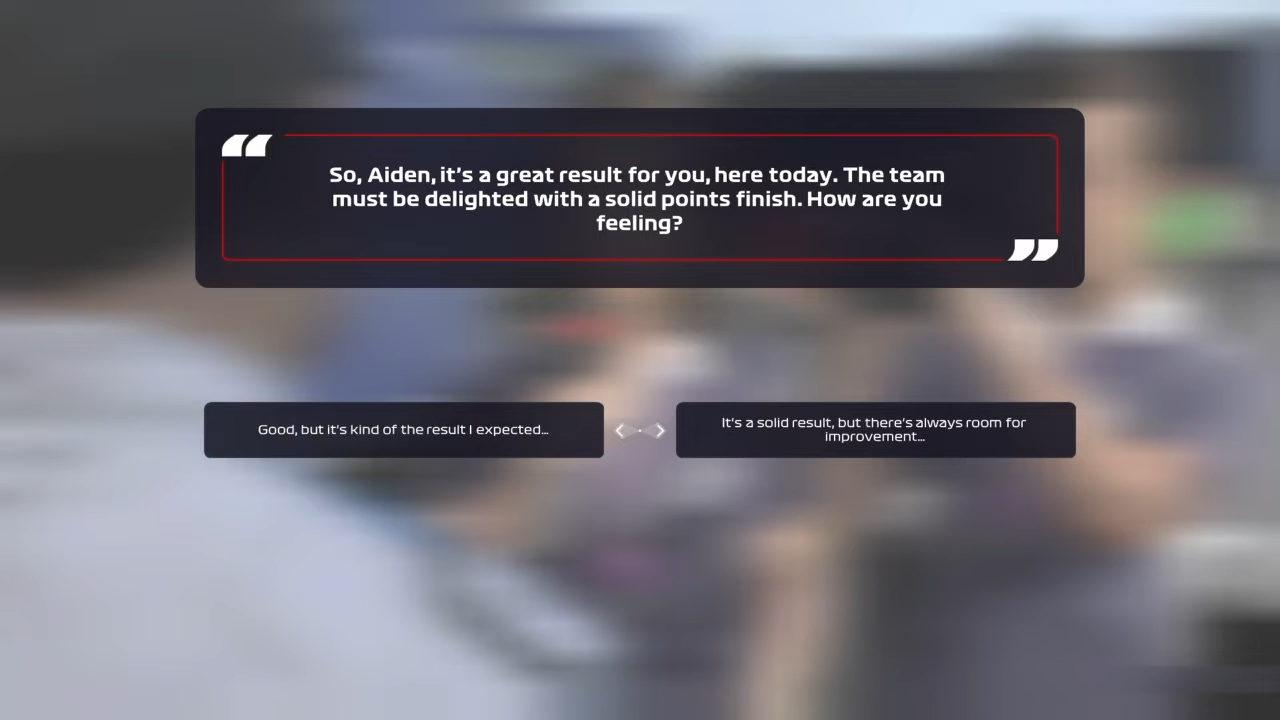 So, Aiden, it's a great result for you, here today. The team
must be delighted with a solid points finish. How are you
feeling?
Good, but it's kind of the result I expected...
It's a solid result, but there's always room for
improvement...